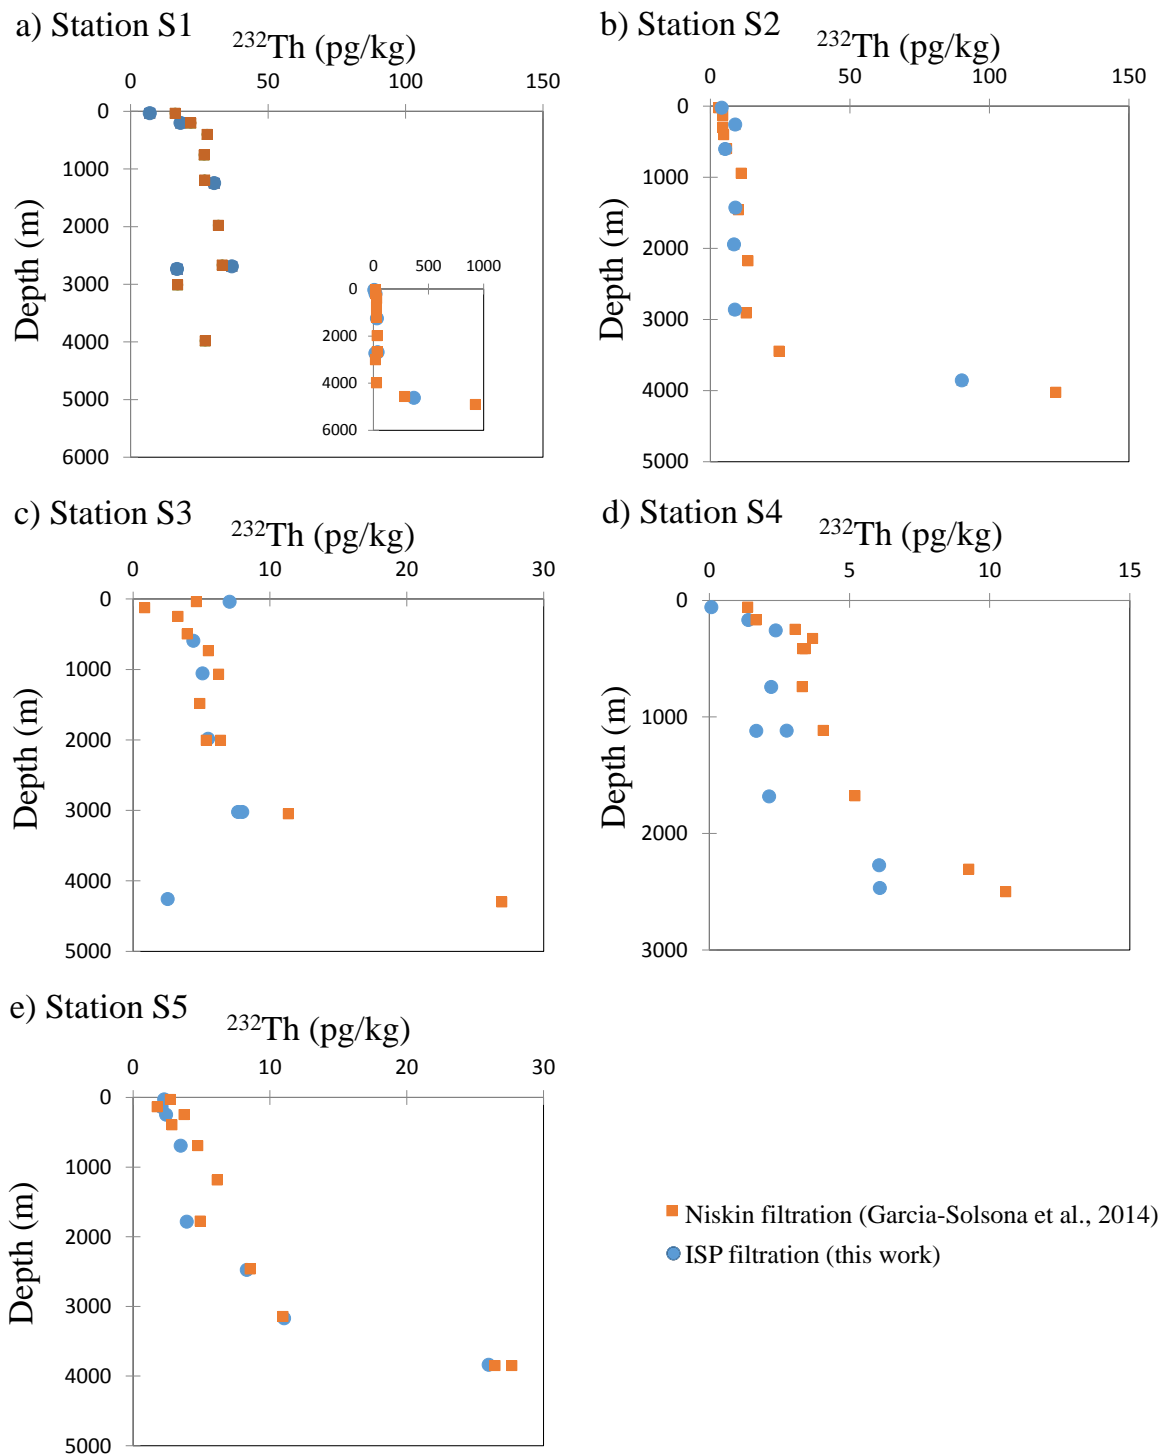 a) Station S1
²³²Th (pg/kg)
0 50 100 150
0
1000
2000
3000
4000
5000
6000
Depth (m)
0 500 1000
0
2000
4000
6000
b) Station S2
²³²Th (pg/kg)
0 50 100 150
0
1000
2000
3000
4000
5000
Depth (m)
c) Station S3
²³²Th (pg/kg)
0 10 20 30
0
1000
2000
3000
4000
5000
Depth (m)
d) Station S4
²³²Th (pg/kg)
0 5 10 15
0
1000
2000
3000
Depth (m)
e) Station S5
²³²Th (pg/kg)
0 10 20 30
0
1000
2000
3000
4000
5000
Depth (m)
Niskin filtration (Garcia-Solsona et al., 2014)
ISP filtration (this work)